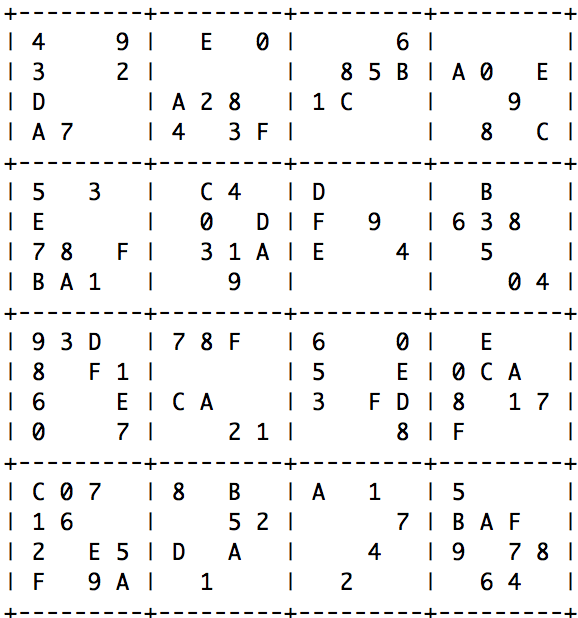 +---------+---------+---------+---------+
| 4     9 |   E   0 |       6 |         |
| 3     2 |         |   8 5 B | A 0   E |
| D       | A 2 8   | 1 C     |     9   |
| A 7     | 4   3 F |         |   8   C |
+---------+---------+---------+---------+
| 5   3   |   C 4   | D       |   B     |
| E       |   0   D | F   9   | 6 3 8   |
| 7 8   F |   3 1 A | E     4 |   5     |
| B A 1   |     9   |         |     0 4 |
+---------+---------+---------+---------+
| 9 3 D   | 7 8 F   | 6     0 |   E     |
| 8   F 1 |         | 5     E | 0 C A   |
| 6     E | C A     | 3   F D | 8   1 7 |
| 0     7 |     2 1 |       8 | F       |
+---------+---------+---------+---------+
| C 0 7   | 8   B   | A   1   | 5       |
| 1 6     |     5 2 |       7 | B A F   |
| 2   E 5 | D   A   |     4   | 9   7 8 |
| F   9 A |   1     |   2     |   6 4   |
+---------+---------+---------+---------+